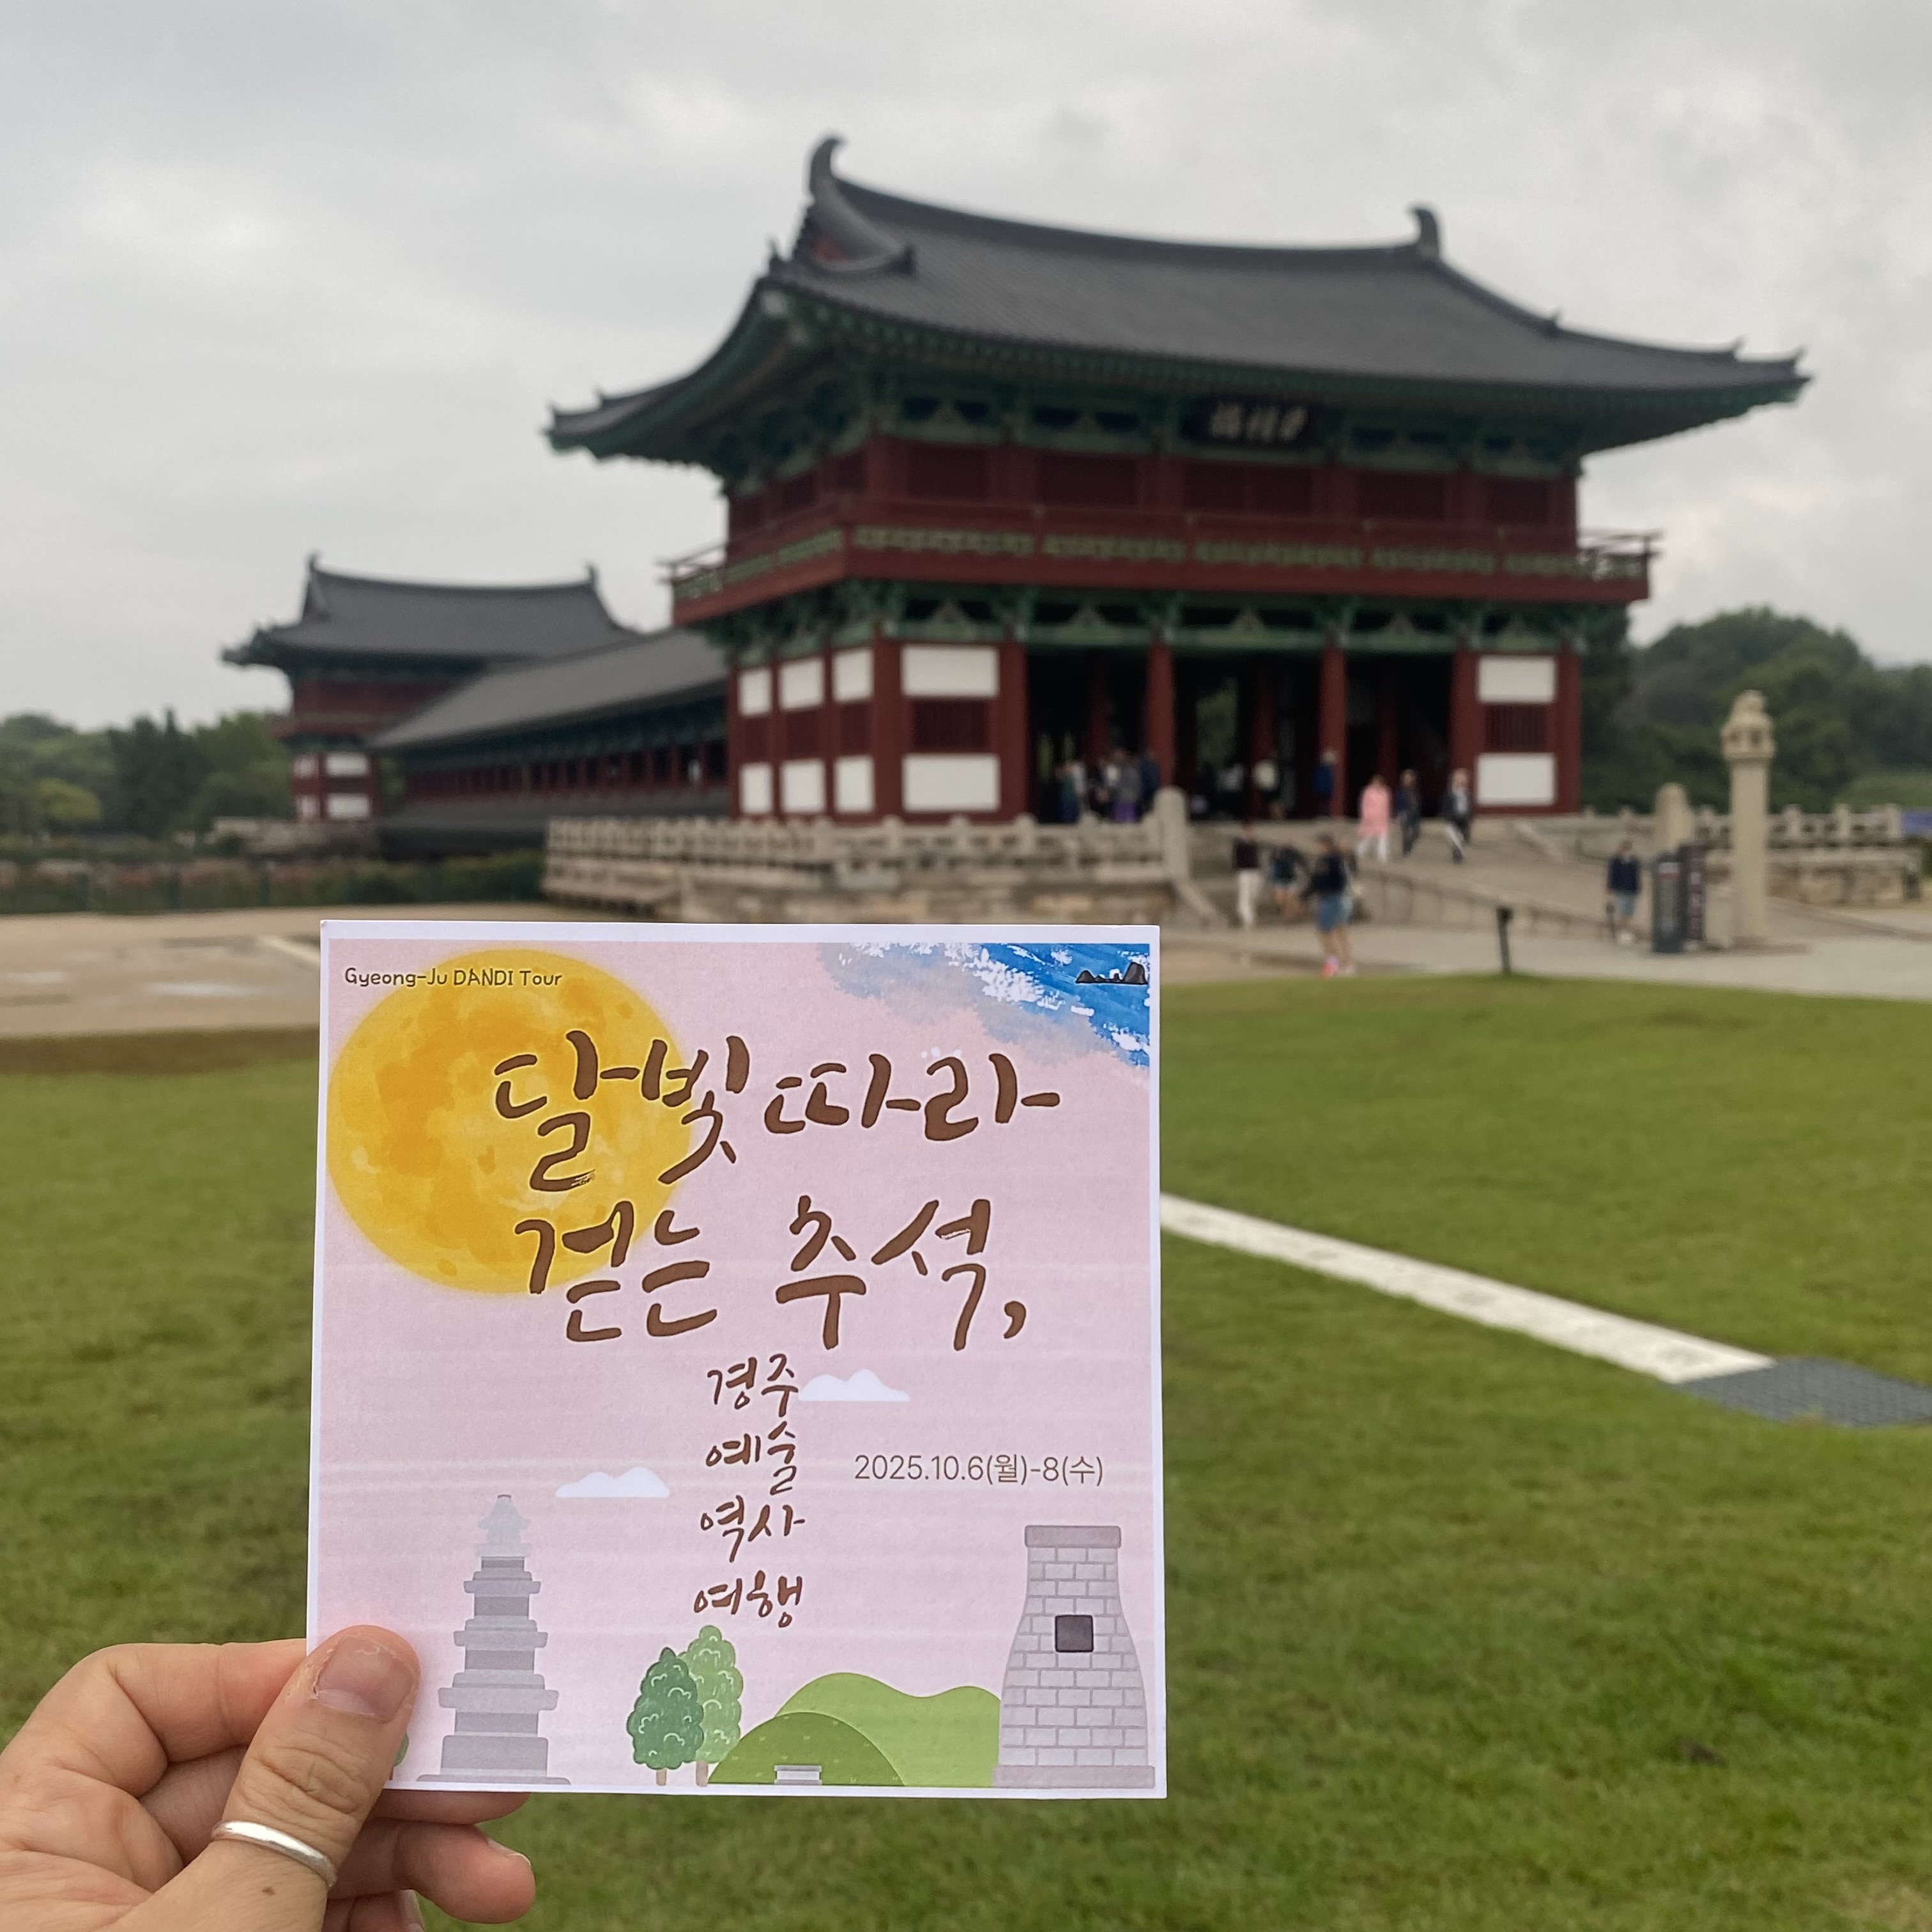 Gyeong-Ju DANDI Tour
달빛 따라
걷는 추석,
경주
예술
역사
여행
2025.10.6(월)-8(수)